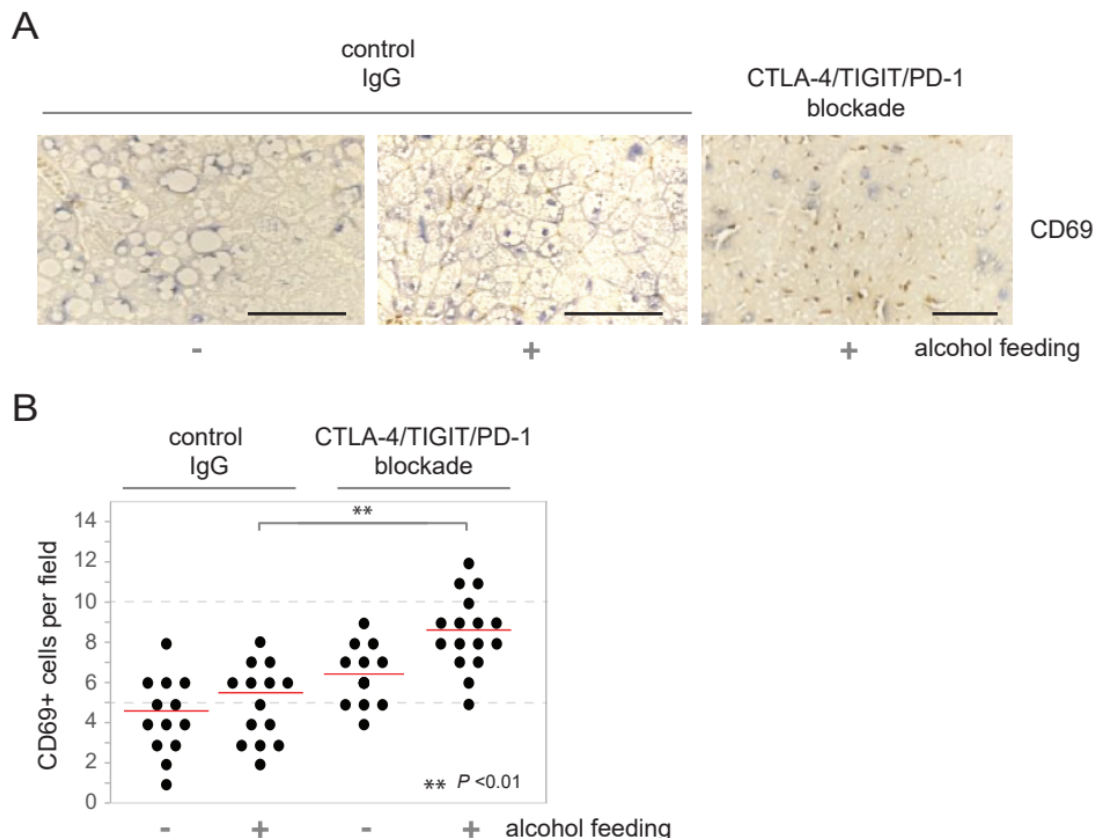 A
control
IgG
CTLA-4/TIGIT/PD-1
blockade
CD69
- + + alcohol feeding
B
control
IgG
CTLA-4/TIGIT/PD-1
blockade
**
14
12
10
8
6
4
2
0
CD69+ cells per field
** P <0.01
- + - + alcohol feeding